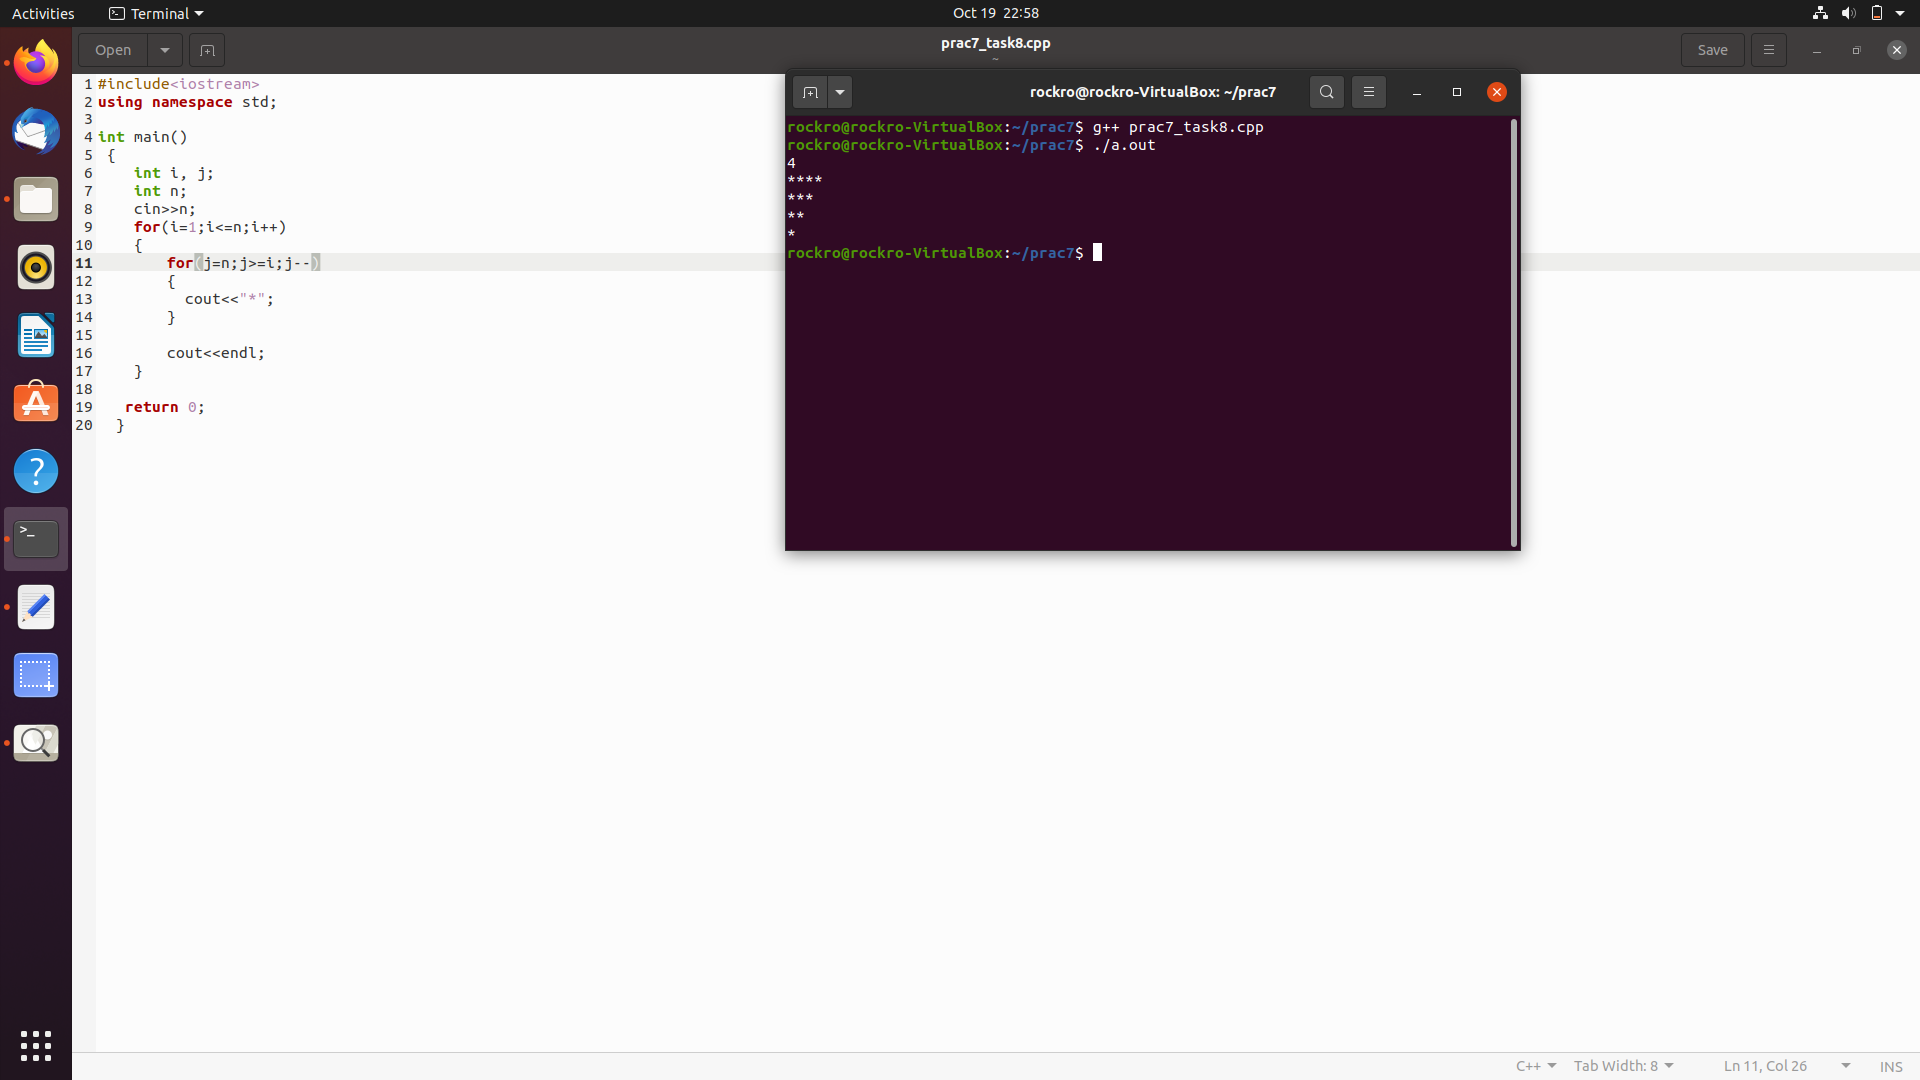 Activities Terminal Oct 19 22:58
Open prac7_task8.cpp Save
~
1 #include<iostream>
2 using namespace std;
3
4 int main()
5 {
6 int i, j;
7 int n;
8 cin>>n;
9 for(i=1;i<=n;i++)
10 {
11 for(j=n;j>=i;j--)
12 {
13 cout<<"*";
14 }
15
16 cout<<endl;
17 }
18
19 return 0;
20 }
rockro@rockro-VirtualBox: ~/prac7
rockro@rockro-VirtualBox:~/prac7$ g++ prac7_task8.cpp
rockro@rockro-VirtualBox:~/prac7$ ./a.out
4
****
***
**
*
rockro@rockro-VirtualBox:~/prac7$
C++ Tab Width: 8 Ln 11, Col 26 INS